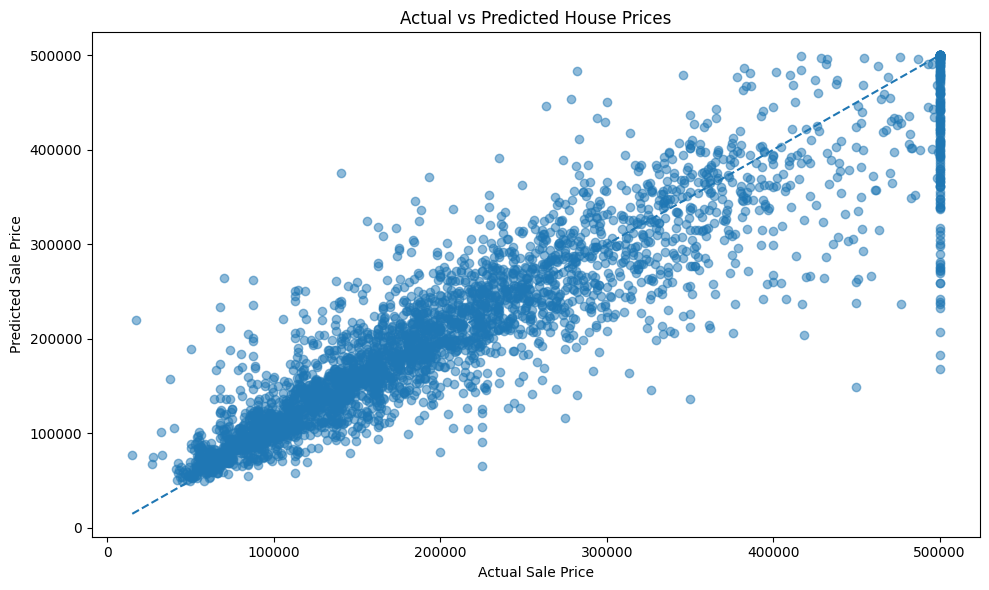 Actual vs Predicted House Prices
500000
400000
300000
200000
100000
0
Predicted Sale Price
0 100000 200000 300000 400000 500000
Actual Sale Price